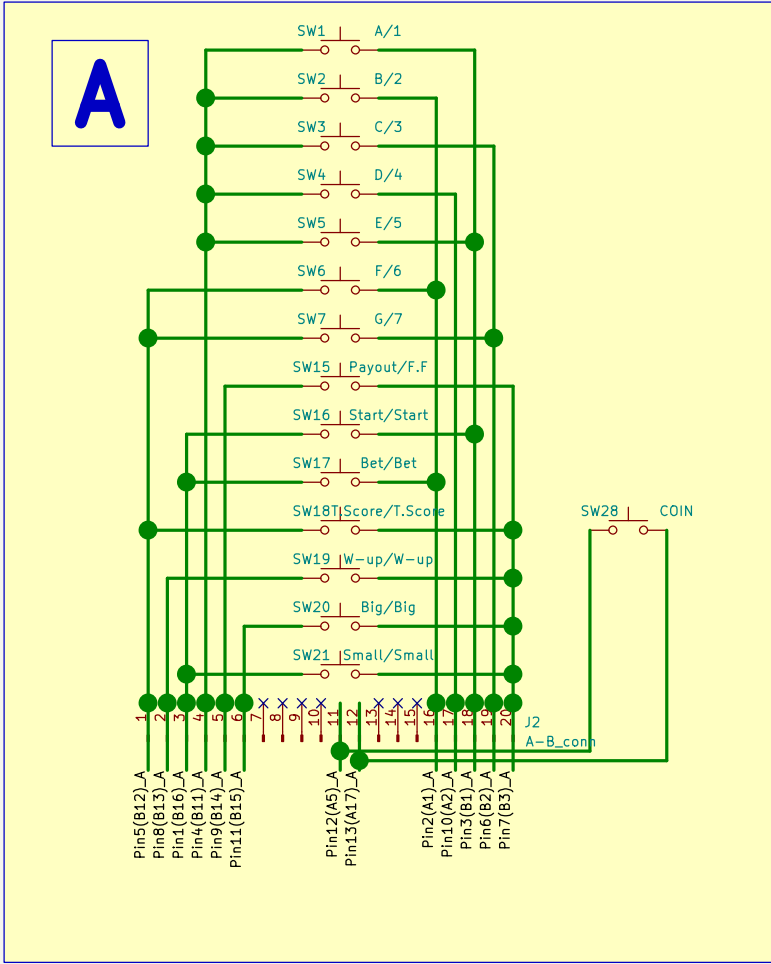 A
SW1 A/1
SW2 B/2
SW3 C/3
SW4 D/4
SW5 E/5
SW6 F/6
SW7 G/7
SW15 Payout/F.F
SW16 Start/Start
SW17 Bet/Bet
SW18 T.Score/T.Score
SW28 COIN
SW19 W-up/W-up
SW20 Big/Big
SW21 Small/Small
1 2 3 4 5 6 7 8 9 10 11 12 13 14 15 16 17 18 19 20
J2
A-B_conn
Pin5(B12)_A
Pin8(B13)_A
Pin1(B16)_A
Pin4(B11)_A
Pin9(B14)_A
Pin11(B15)_A
Pin12(A5)_A
Pin13(A17)_A
Pin2(A1)_A
Pin10(A2)_A
Pin3(B1)_A
Pin6(B2)_A
Pin7(B3)_A